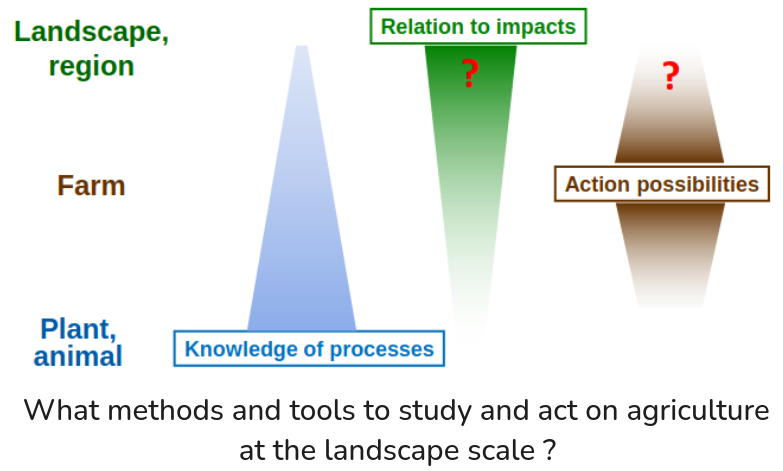 Landscape,
region
Relation to impacts
?
?
Farm
Action possibilities
Plant,
animal
Knowledge of processes
What methods and tools to study and act on agriculture
at the landscape scale ?